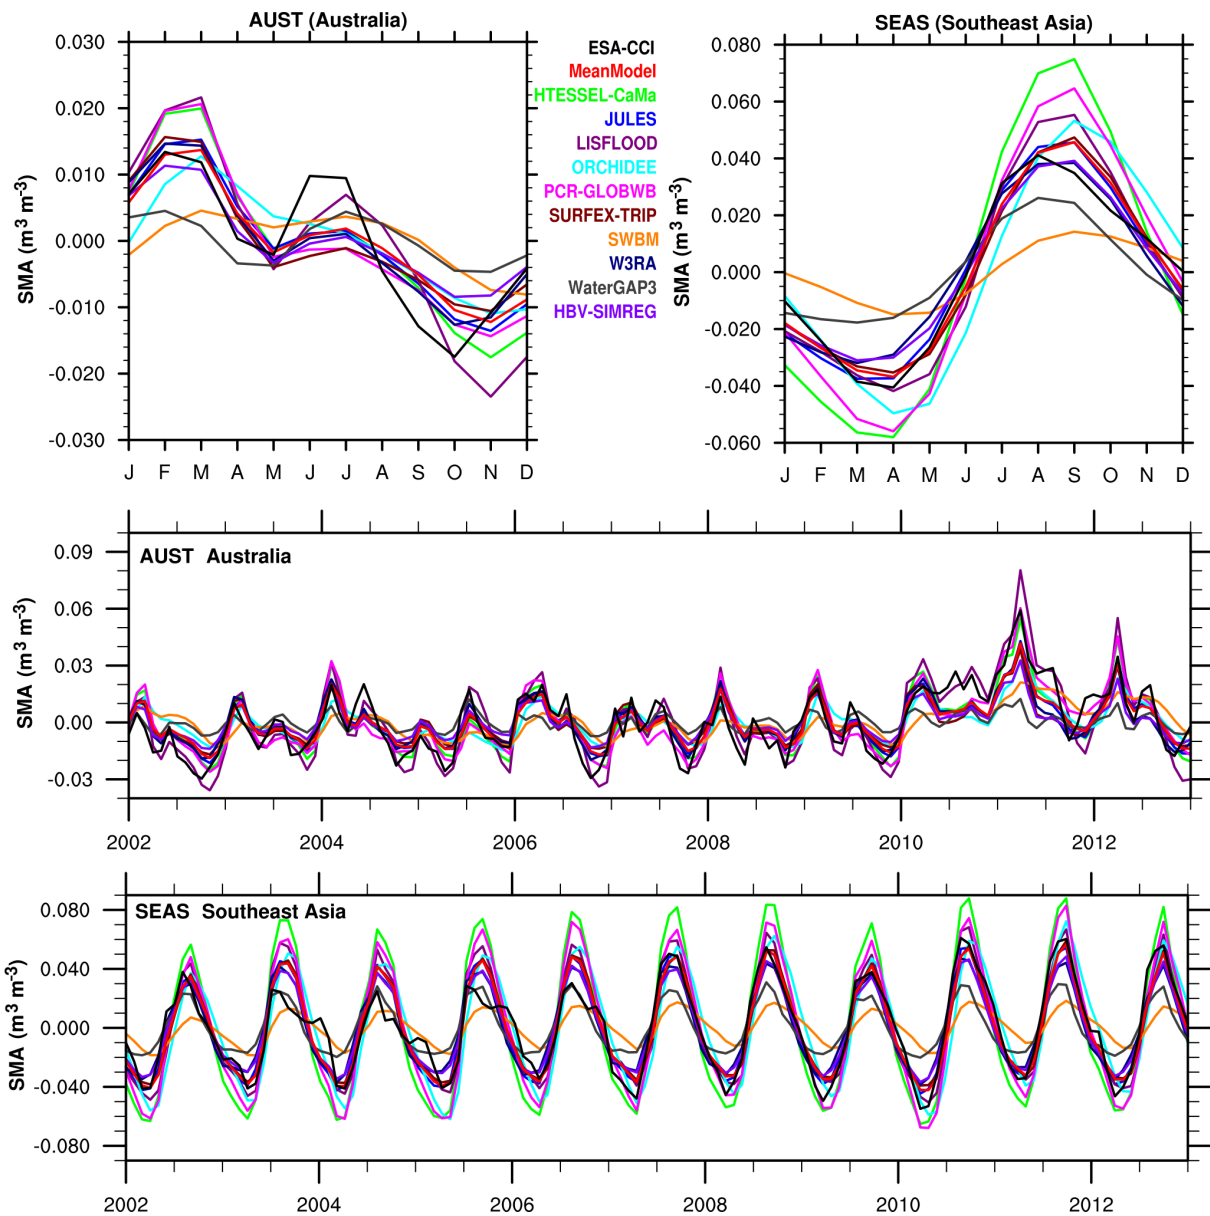 AUST (Australia)
SEAS (Southeast Asia)
0.030
0.020
0.010
0.000
-0.010
-0.020
-0.030
SMA (m³ m⁻³)
J F M A M J J A S O N D
ESA-CCI
MeanModel
HTESSEL-CaMa
JULES
LISFLOOD
ORCHIDEE
PCR-GLOBWB
SURFEX-TRIP
SWBM
W3RA
WaterGAP3
HBV-SIMREG
0.080
0.060
0.040
0.020
0.000
-0.020
-0.040
-0.060
SMA (m³ m⁻³)
J F M A M J J A S O N D
AUST Australia
0.09
0.06
0.03
0.00
-0.03
SMA (m³ m⁻³)
2002 2004 2006 2008 2010 2012
SEAS Southeast Asia
0.080
0.040
0.000
-0.040
-0.080
SMA (m³ m⁻³)
2002 2004 2006 2008 2010 2012